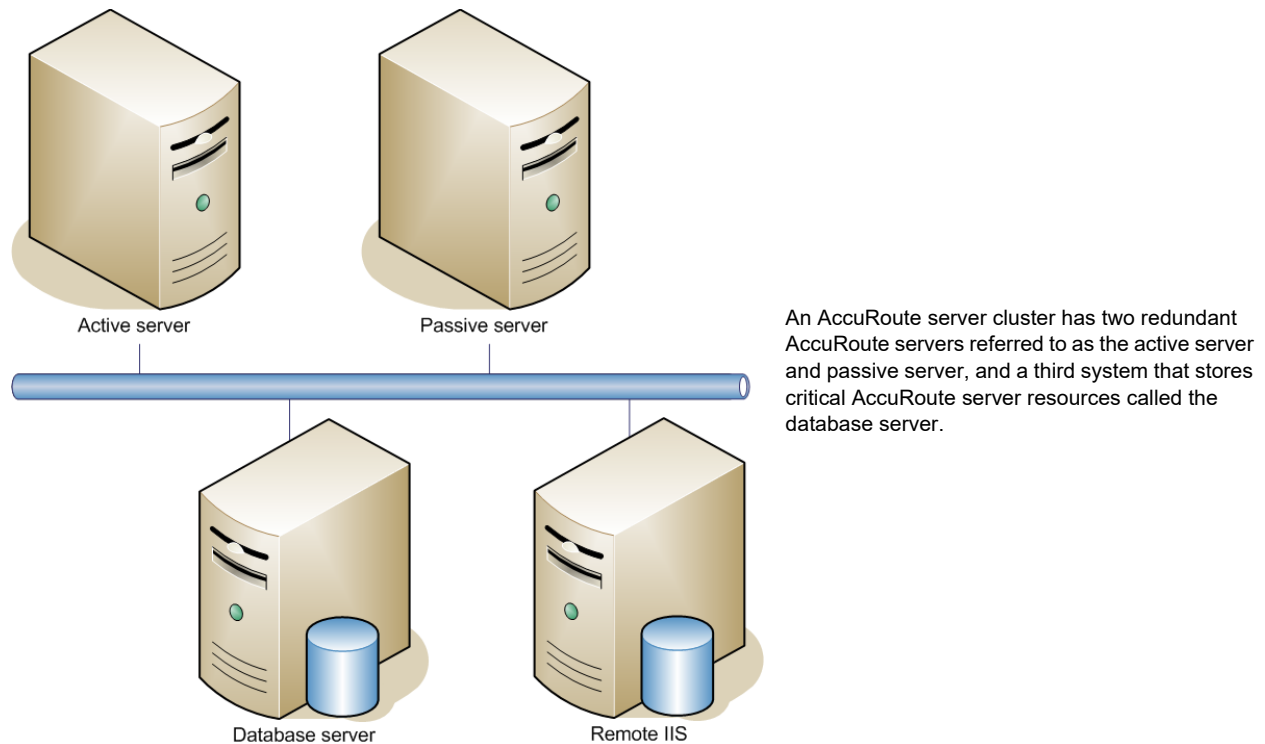 Active server
Passive server
An AccuRoute server cluster has two redundant
AccuRoute servers referred to as the active server
and passive server, and a third system that stores
critical AccuRoute server resources called the
database server.
Database server
Remote IIS